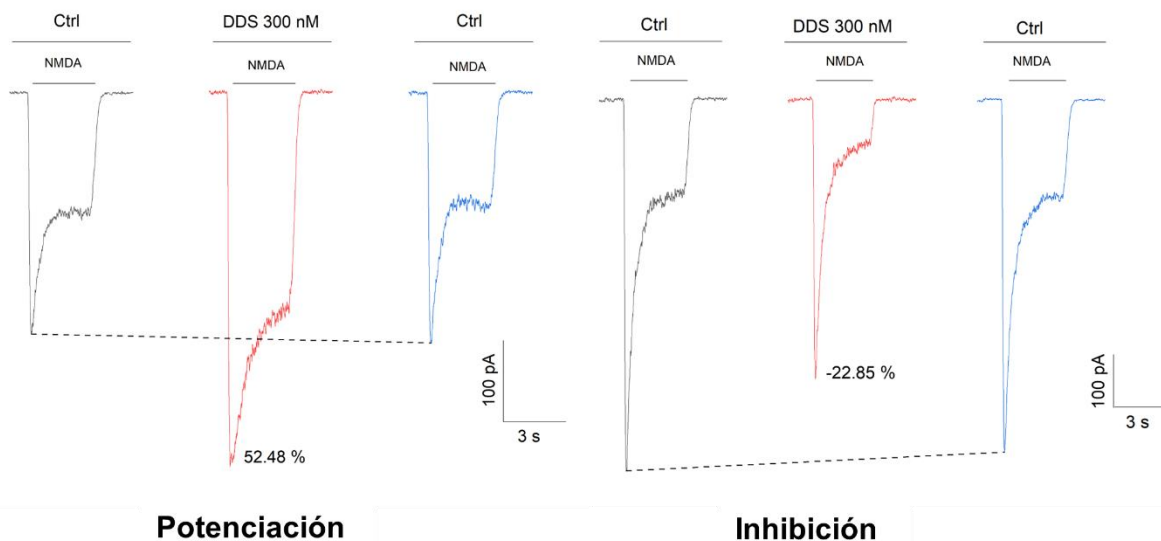 Ctrl
DDS 300 nM
Ctrl
NMDA
NMDA
NMDA
52.48 %
100 pA
3 s
Potenciación
Ctrl
DDS 300 nM
Ctrl
NMDA
NMDA
NMDA
-22.85 %
100 pA
3 s
Inhibición